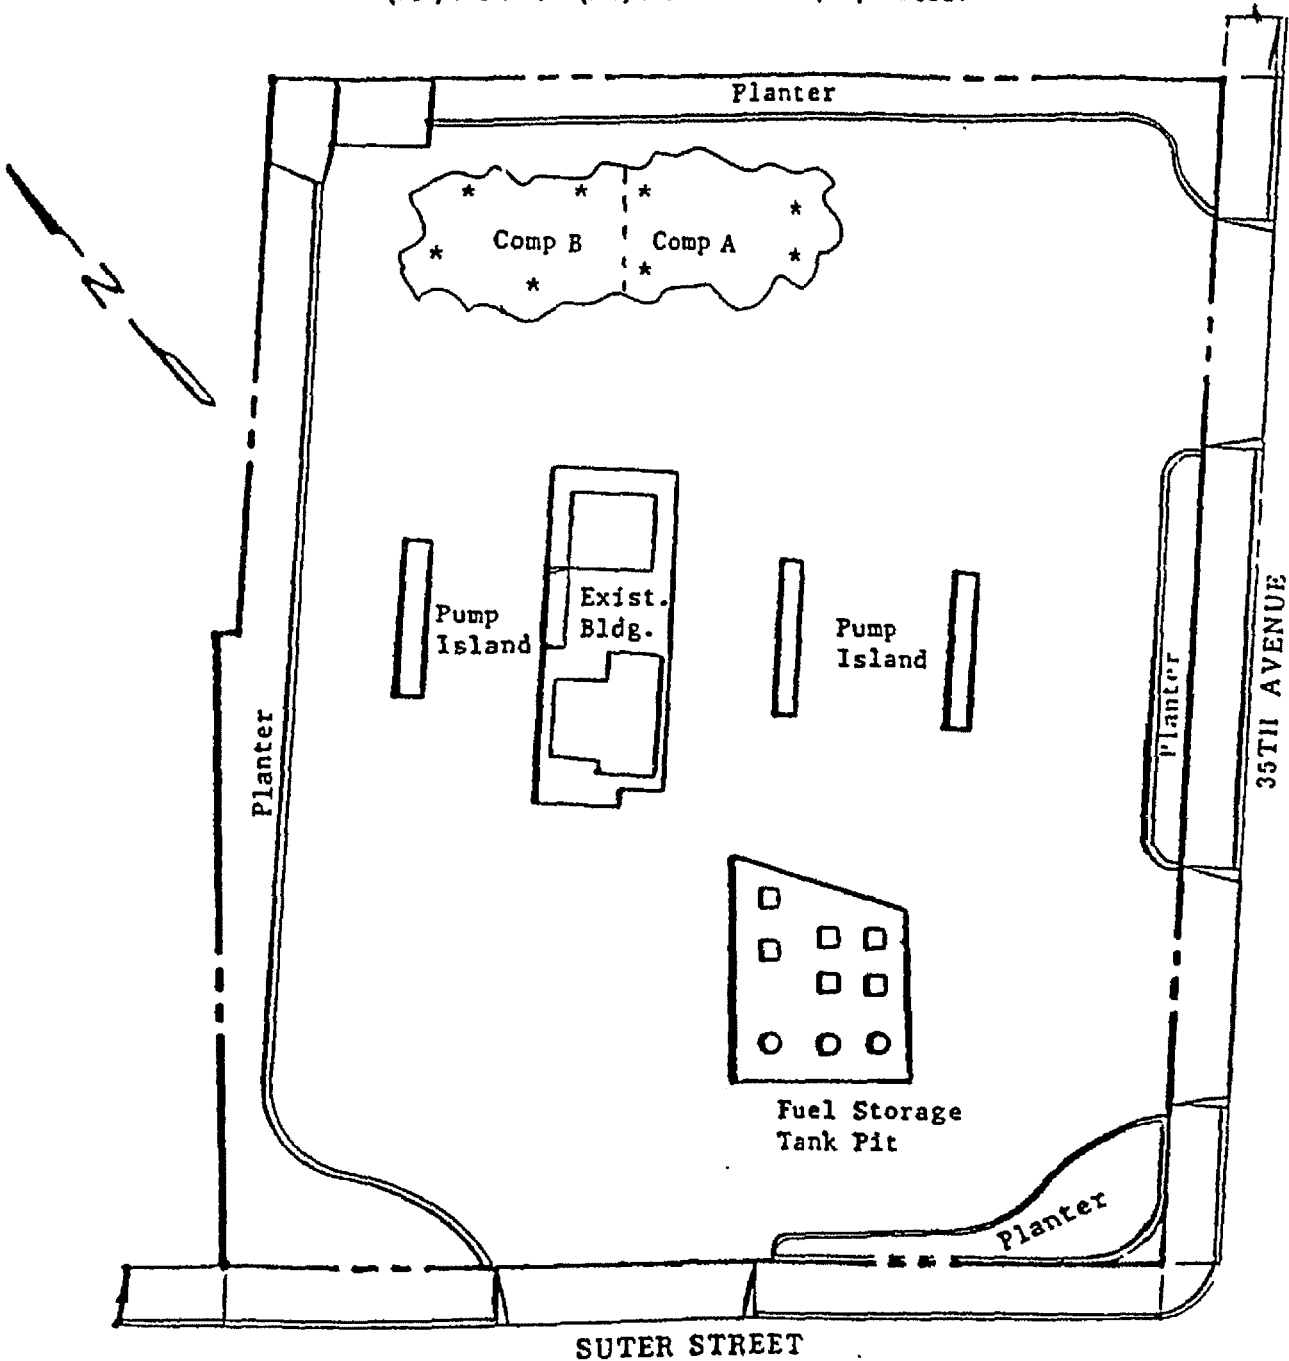 Planter
Comp B
Comp A
* * * * * * * *
N
Pump
Island
Exist.
Bldg.
Pump
Island
Planter
Planter
35TH AVENUE
Fuel Storage
Tank Pit
Planter
SUTER STREET